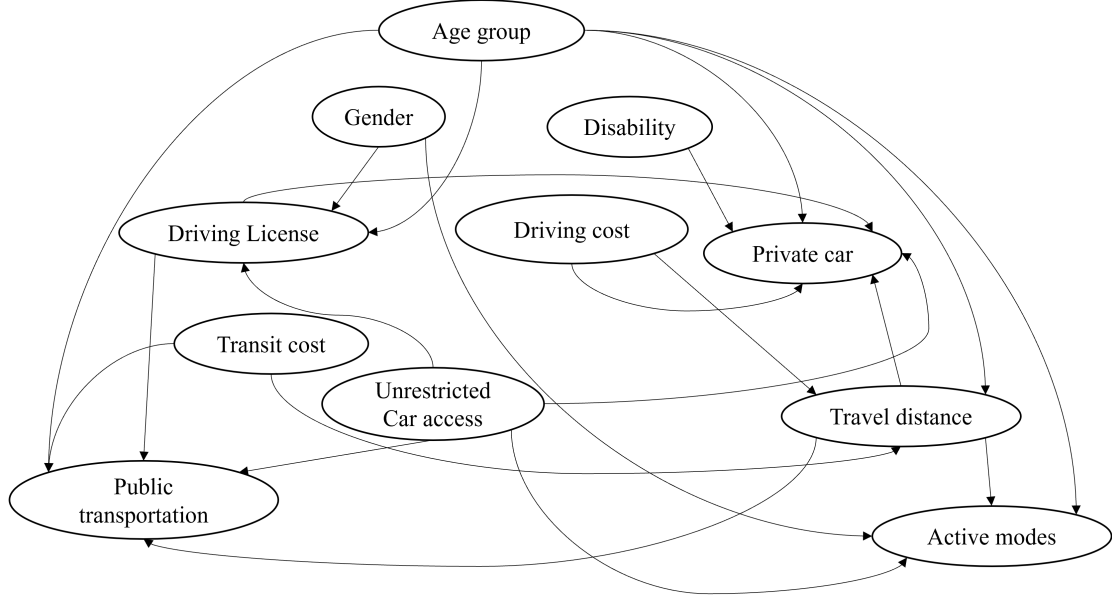 Age group
Gender
Disability
Driving License
Driving cost
Private car
Transit cost
Unrestricted
Car access
Travel distance
Public
transportation
Active modes